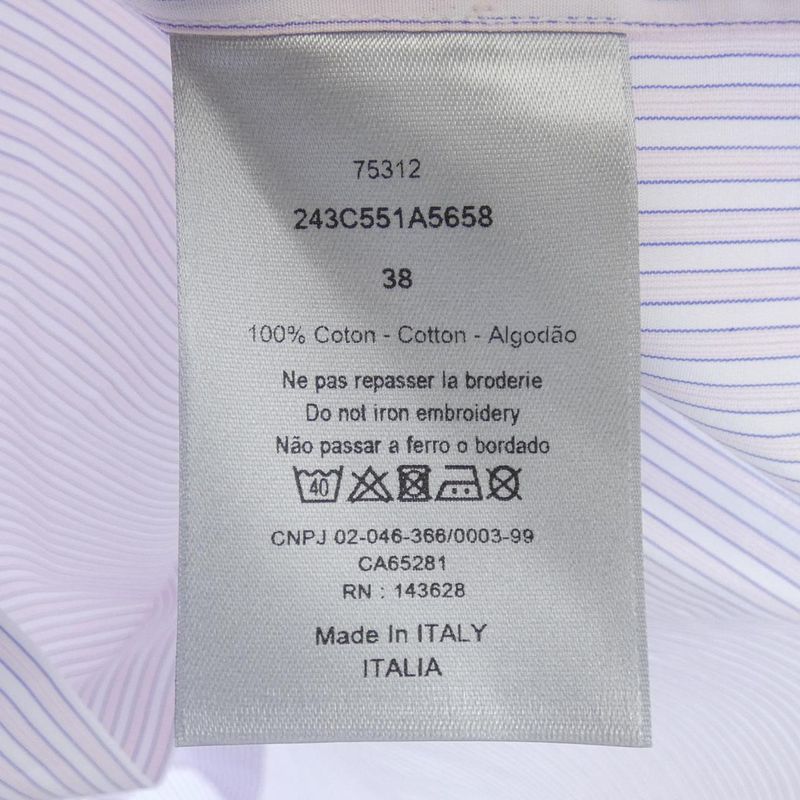 75312
243C551A5658
38
100% Coton - Cotton - Algodão
Ne pas repasser la broderie
Do not iron embroidery
Não passar a ferro o bordado
40
CNPJ 02-046-366/0003-99
CA65281
RN : 143628
Made In ITALY
ITALIA